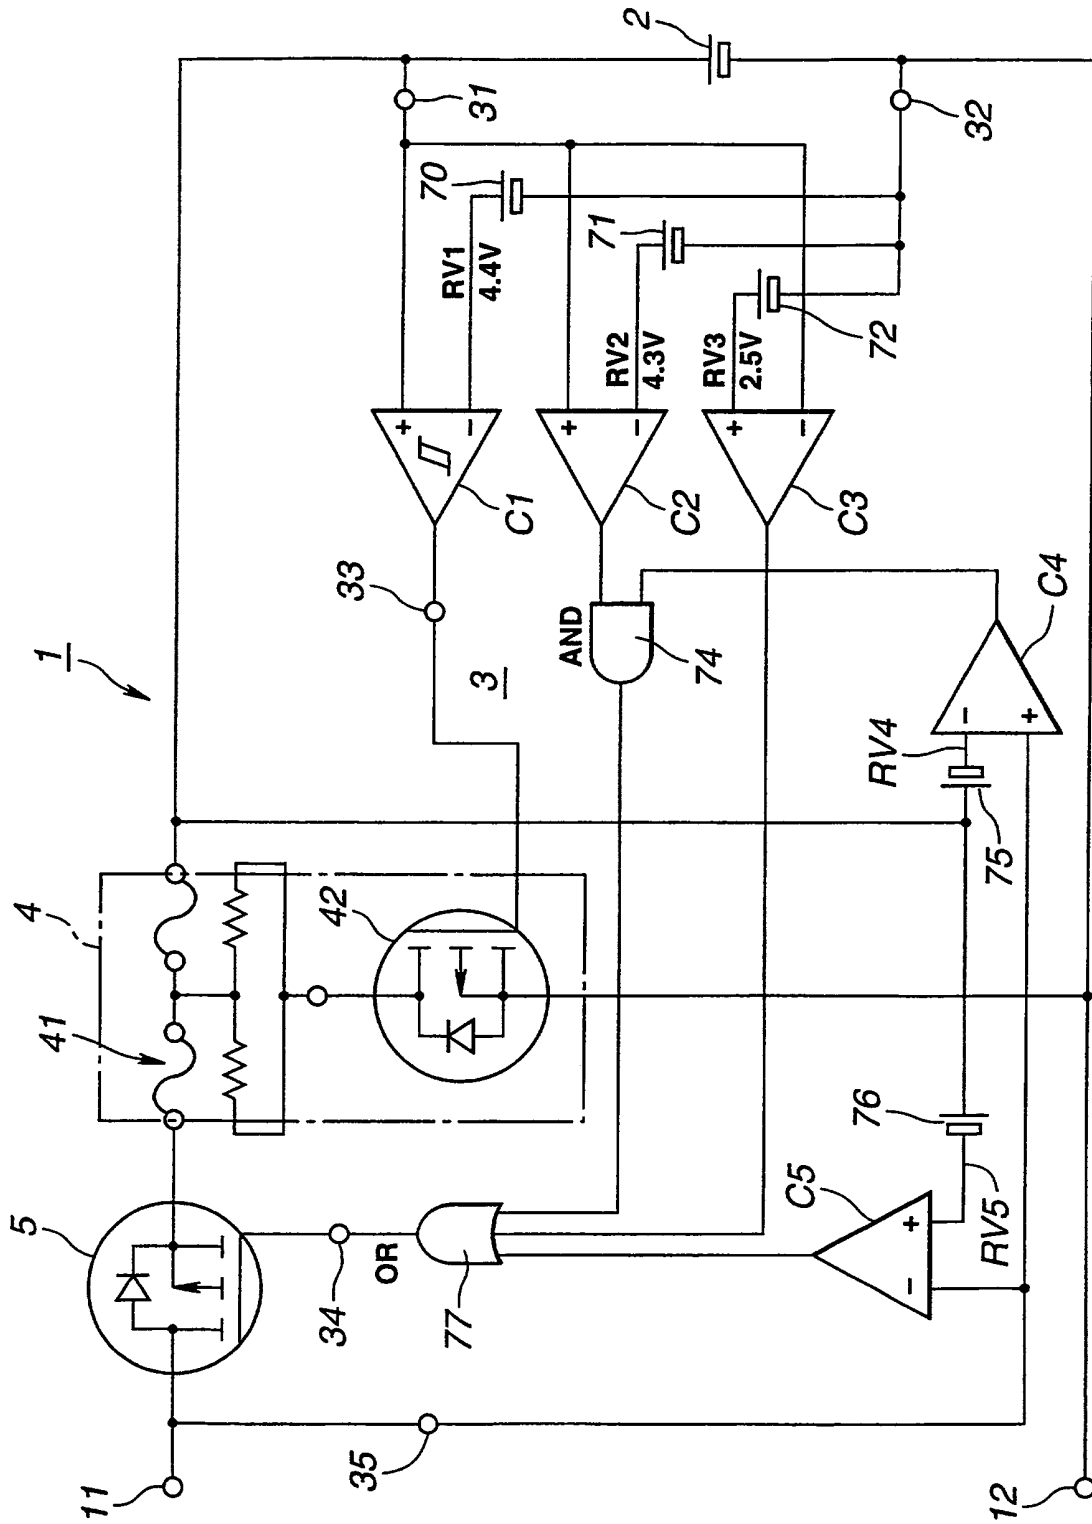 1
2
31
32
70
RV1
4.4V
71
RV2
4.3V
72
RV3
2.5V
+
−
C1
+
−
C2
+
−
C3
33
3
AND
74
C4
−
+
RV4
75
4
41
42
76
RV5
C5
+
−
5
34
OR
77
35
11
12